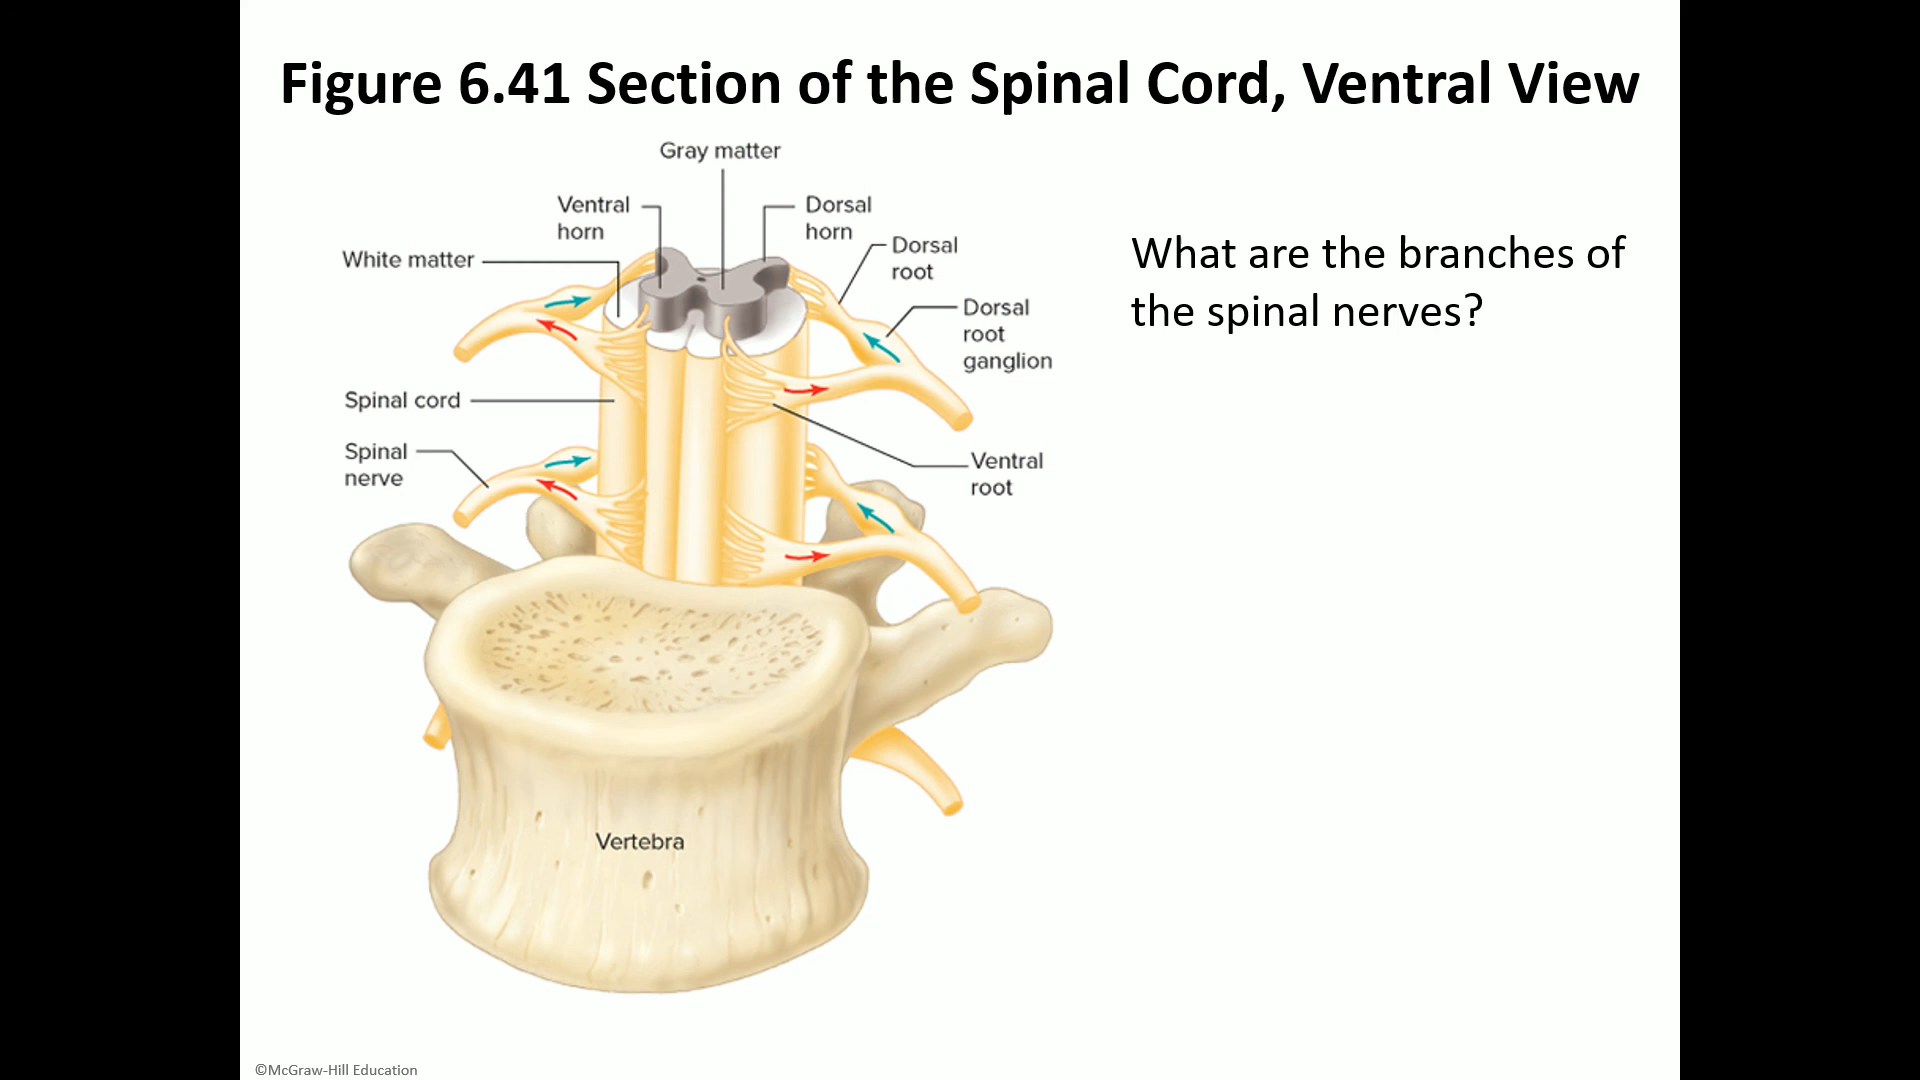 Figure 6.41 Section of the Spinal Cord, Ventral View
Gray matter
Ventral
horn
Dorsal
horn
White matter
Dorsal
root
Dorsal
root
ganglion
Spinal cord
Spinal
nerve
Ventral
root
Vertebra
What are the branches of
the spinal nerves?
©McGraw-Hill Education